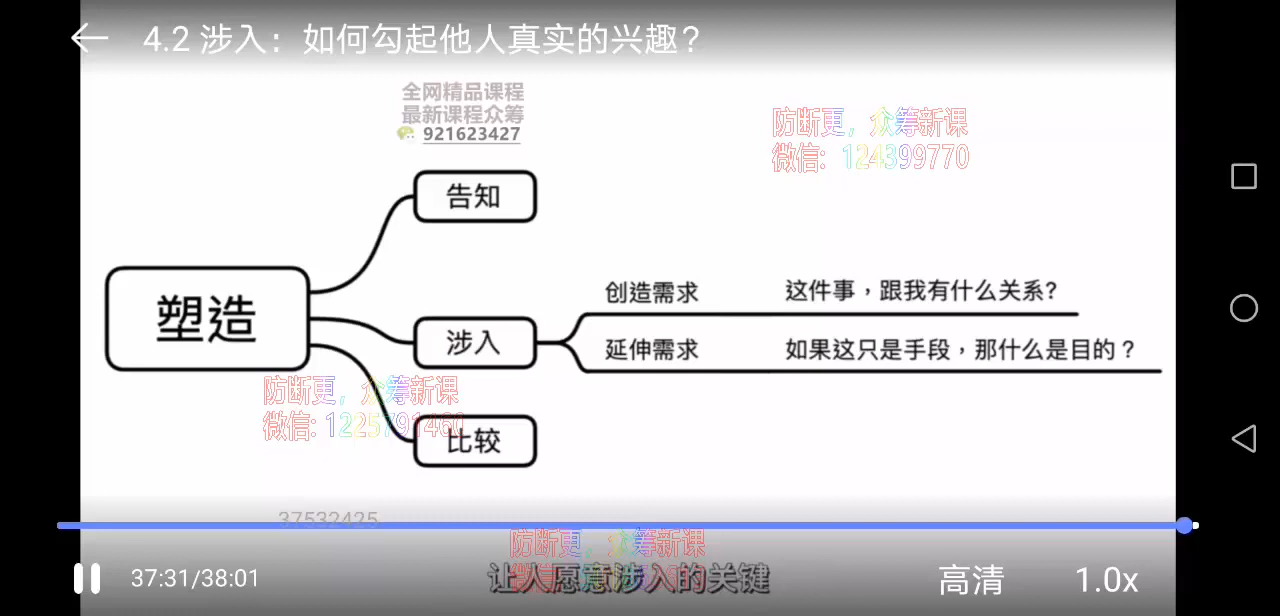 4.2 涉入：如何勾起他人真实的兴趣？
全网精品课程
最新课程众筹
921623427
防断更，众筹新课
微信: 124399770
告知
塑造
创造需求 这件事，跟我有什么关系?
涉入
延伸需求 如果这只是手段，那什么是目的？
防断更，众筹新课
微信: 1225791460
比较
37532425
防断更，众筹新课
让人愿意涉入的关键
37:31/38:01
高清
1.0x